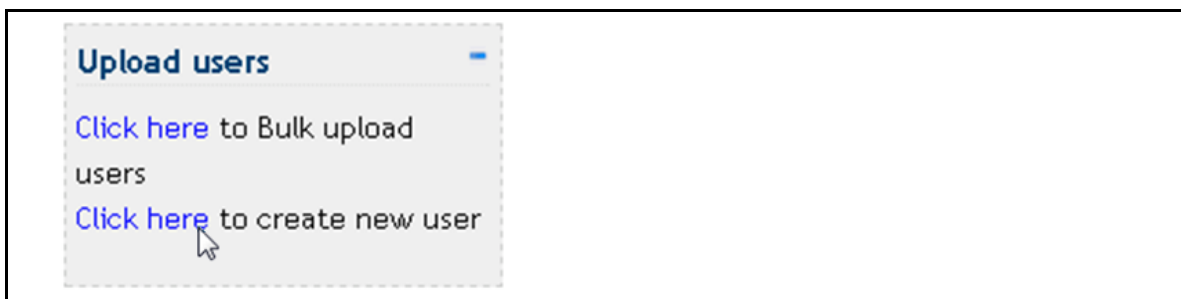 Upload users
Click here to Bulk upload
users
Click here to create new user